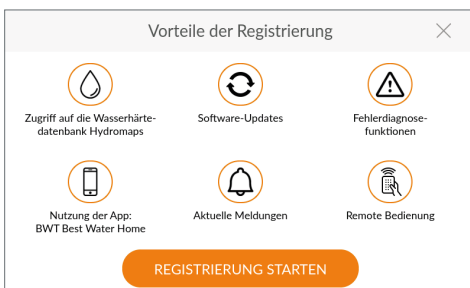 Vorteile der Registrierung
Zugriff auf die Wasserhärte-
datenbank Hydromaps
Software-Updates
Fehlerdiagnose-
funktionen
Nutzung der App:
BWT Best Water Home
Aktuelle Meldungen
Remote Bedienung
REGISTRIERUNG STARTEN